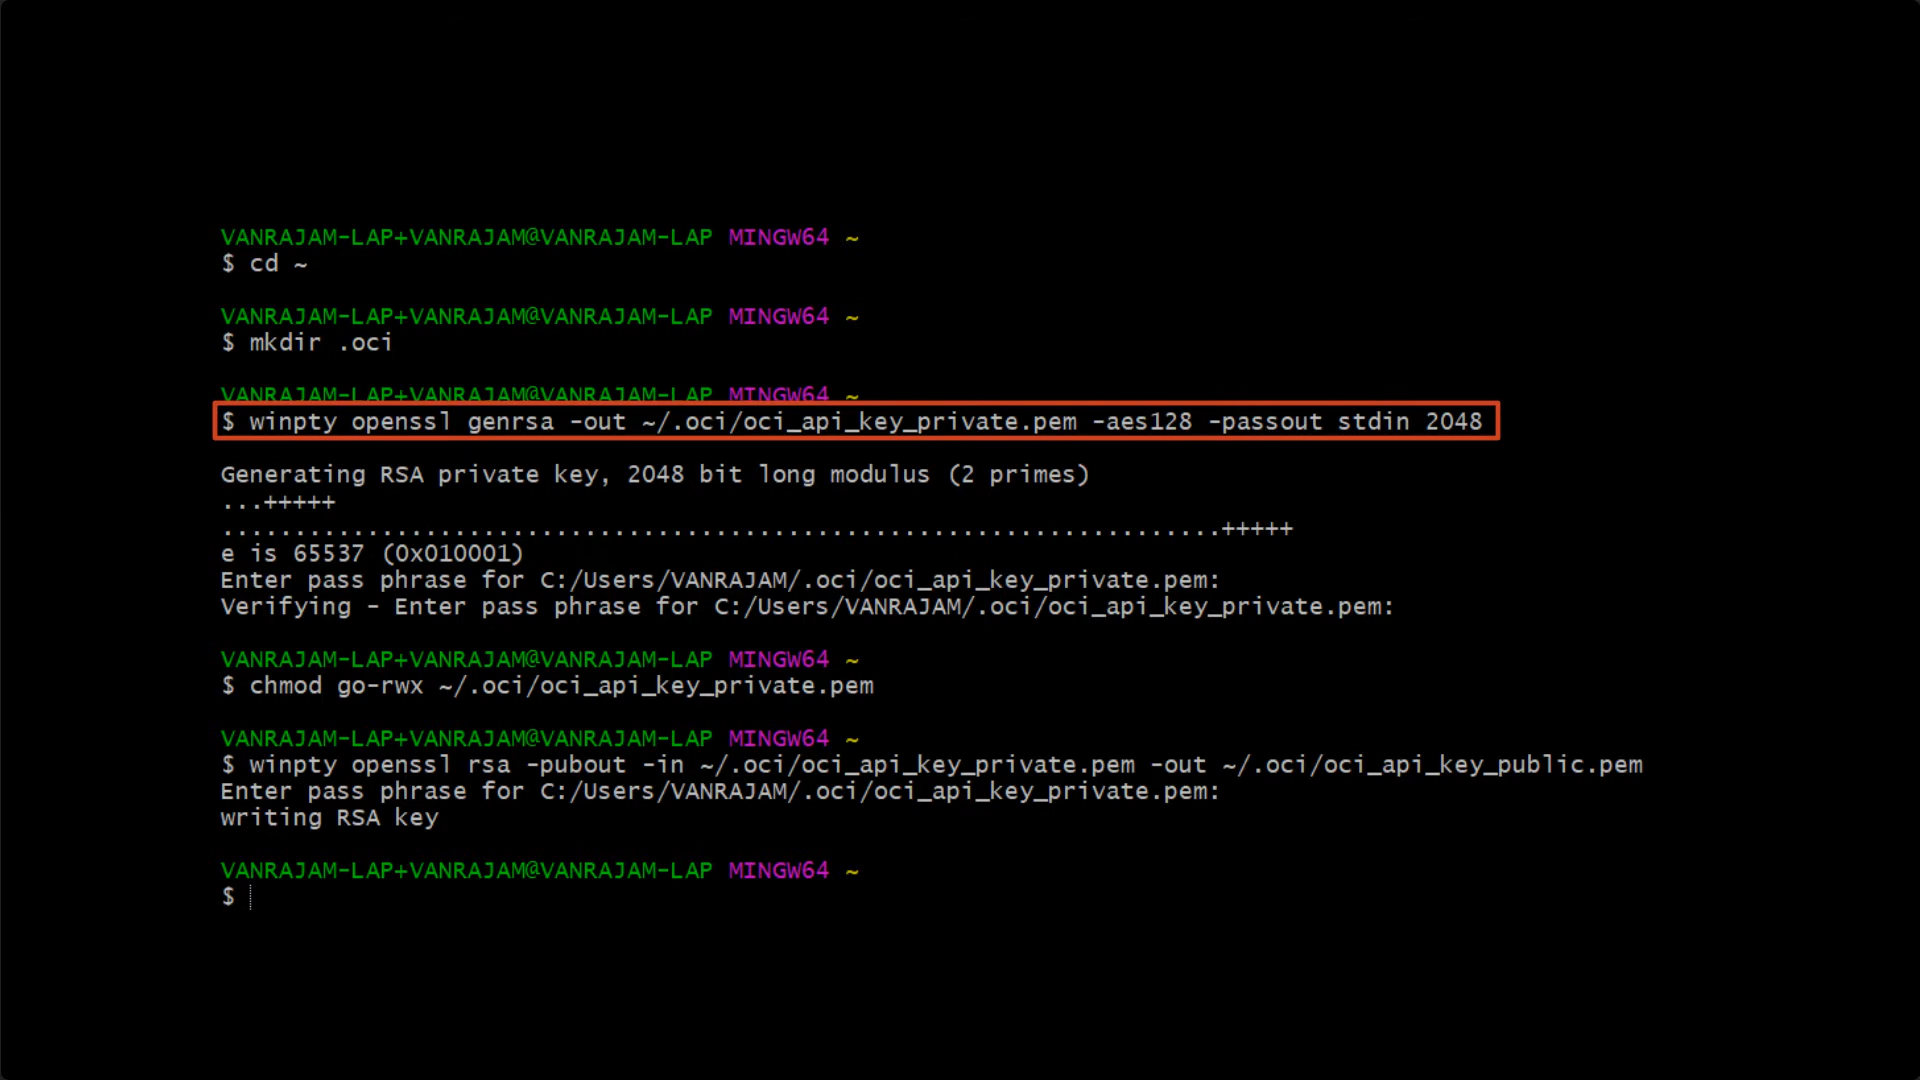 VANRAJAM-LAP+VANRAJAM@VANRAJAM-LAP MINGW64 ~
$ cd ~
VANRAJAM-LAP+VANRAJAM@VANRAJAM-LAP MINGW64 ~
$ mkdir .oci
VANRAJAM-LAP+VANRAJAM@VANRAJAM-LAP MINGW64 ~
$ winpty openssl genrsa -out ~/.oci/oci_api_key_private.pem -aes128 -passout stdin 2048
Generating RSA private key, 2048 bit long modulus (2 primes)
...+++++
.....................................................................+++++
e is 65537 (0x010001)
Enter pass phrase for C:/Users/VANRAJAM/.oci/oci_api_key_private.pem:
Verifying - Enter pass phrase for C:/Users/VANRAJAM/.oci/oci_api_key_private.pem:
VANRAJAM-LAP+VANRAJAM@VANRAJAM-LAP MINGW64 ~
$ chmod go-rwx ~/.oci/oci_api_key_private.pem
VANRAJAM-LAP+VANRAJAM@VANRAJAM-LAP MINGW64 ~
$ winpty openssl rsa -pubout -in ~/.oci/oci_api_key_private.pem -out ~/.oci/oci_api_key_public.pem
Enter pass phrase for C:/Users/VANRAJAM/.oci/oci_api_key_private.pem:
writing RSA key
VANRAJAM-LAP+VANRAJAM@VANRAJAM-LAP MINGW64 ~
$